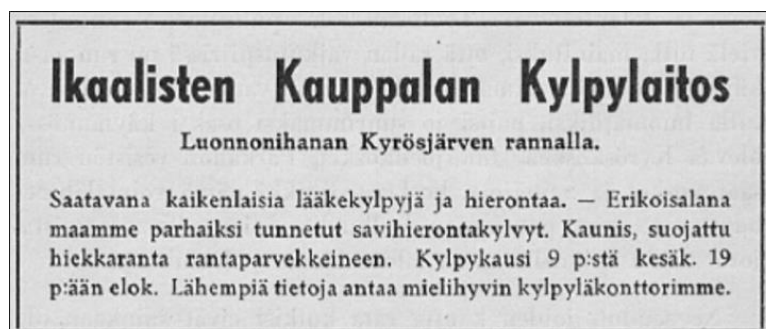 Ikaalisten Kauppalan Kylpylaitos
Luonnonihanan Kyrösjärven rannalla.
Saatavana kaikenlaisia lääkekylpyjä ja hierontaa. — Erikoisalana
maamme parhaiksi tunnetut savihierontakylvyt. Kaunis, suojattu
hiekkaranta rantaparvekkeineen. Kylpykausi 9 p:stä kesäk. 19
p:ään elok. Lähempiä tietoja antaa mielihyvin kylpyläkonttorimme.